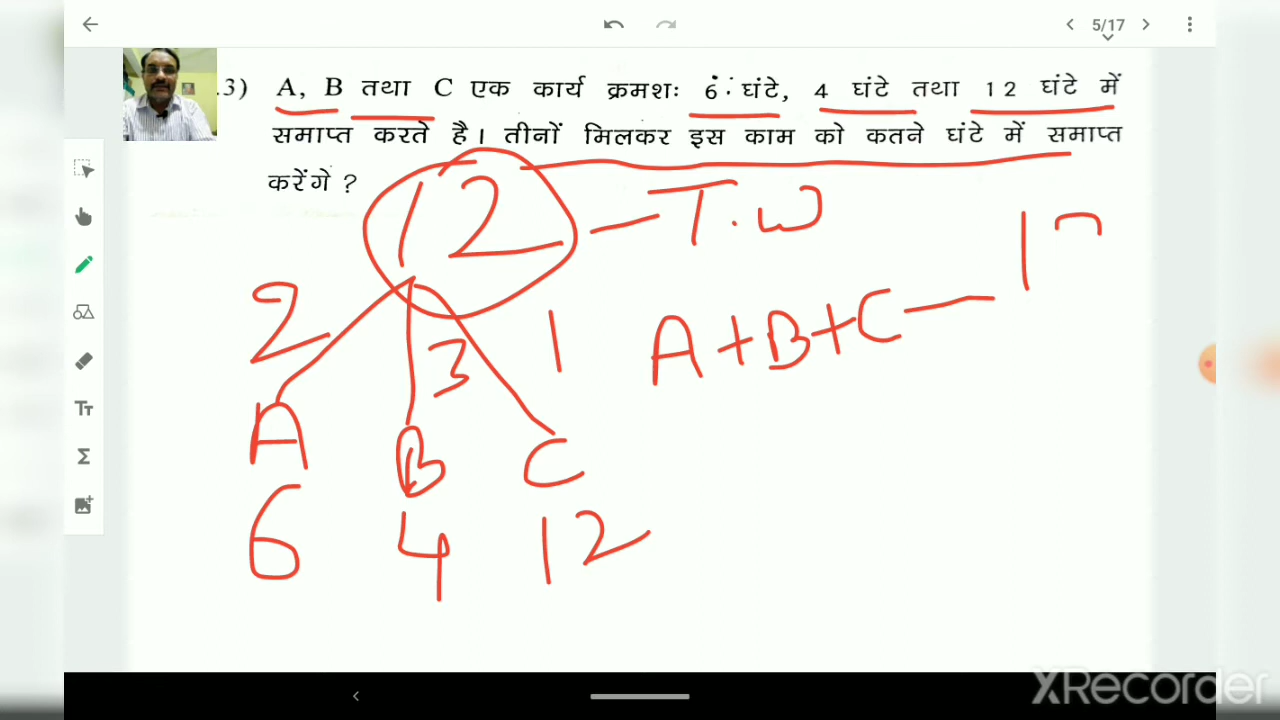 5/17
.3) A, B तथा C एक कार्य क्रमशः 6 घंटे, 4 घंटे तथा 12 घंटे में
समाप्त करते है। तीनों मिलकर इस काम को कतने घंटे में समाप्त
करेंगे ?
12 — T.W
2 3 1 A+B+C —
A B C
6 4 12
Tт
Σ
XRecorder